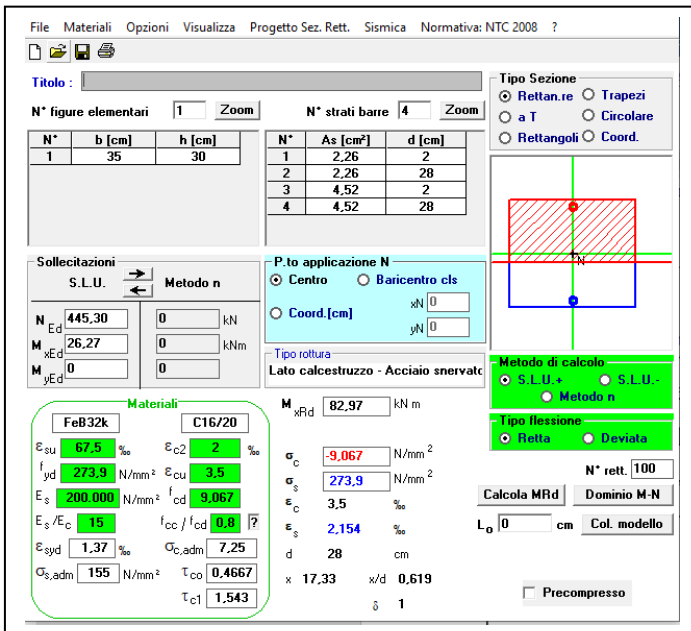 File Materiali Opzioni Visualizza Progetto Sez. Rett. Sismica Normativa: NTC 2008 ?
Titolo :
N° figure elementari 1 Zoom
N° strati barre 4 Zoom
N° b [cm] h [cm]
1 35 30
N° As [cm²] d [cm]
1 2,26 2
2 2,26 28
3 4,52 2
4 4,52 28
Tipo Sezione
Rettan.re Trapezi
a T Circolare
Rettangoli Coord.
N
Sollecitazioni
S.L.U. Metodo n
N Ed 445,30 0 kN
M xEd 26,27 0 kNm
M yEd 0 0
P.to applicazione N
Centro Baricentro cls
Coord.[cm] xN 0
yN 0
Tipo rottura
Lato calcestruzzo - Acciaio snervato
Metodo di calcolo
S.L.U.+ S.L.U.-
Metodo n
Tipo flessione
Retta Deviata
N° rett. 100
Calcola MRd Dominio M-N
L₀ 0 cm Col. modello
Precompresso
Materiali
FeB32k C16/20
εsu 67,5 ‰ εc2 2 ‰
fyd 273,9 N/mm² εcu 3,5
Es 200.000 N/mm² fcd 9,067
Es/Ec 15 fcc/fcd 0,8 ?
εsyd 1,37 ‰ σc,adm 7,25
σs,adm 155 N/mm² τco 0,4667
τc1 1,543
M xRd 82,97 kN m
σc -9,067 N/mm²
σs 273,9 N/mm²
εc 3,5 ‰
εs 2,154 ‰
d 28 cm
x 17,33 x/d 0,619
δ 1